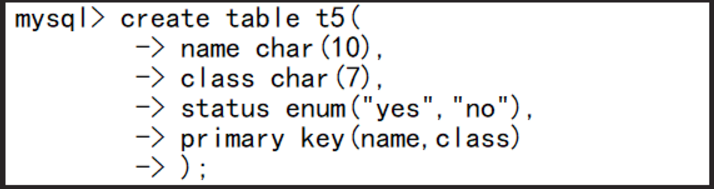 mysql> create table t5(
-> name char(10),
-> class char(7),
-> status enum("yes","no"),
-> primary key(name,class)
-> );